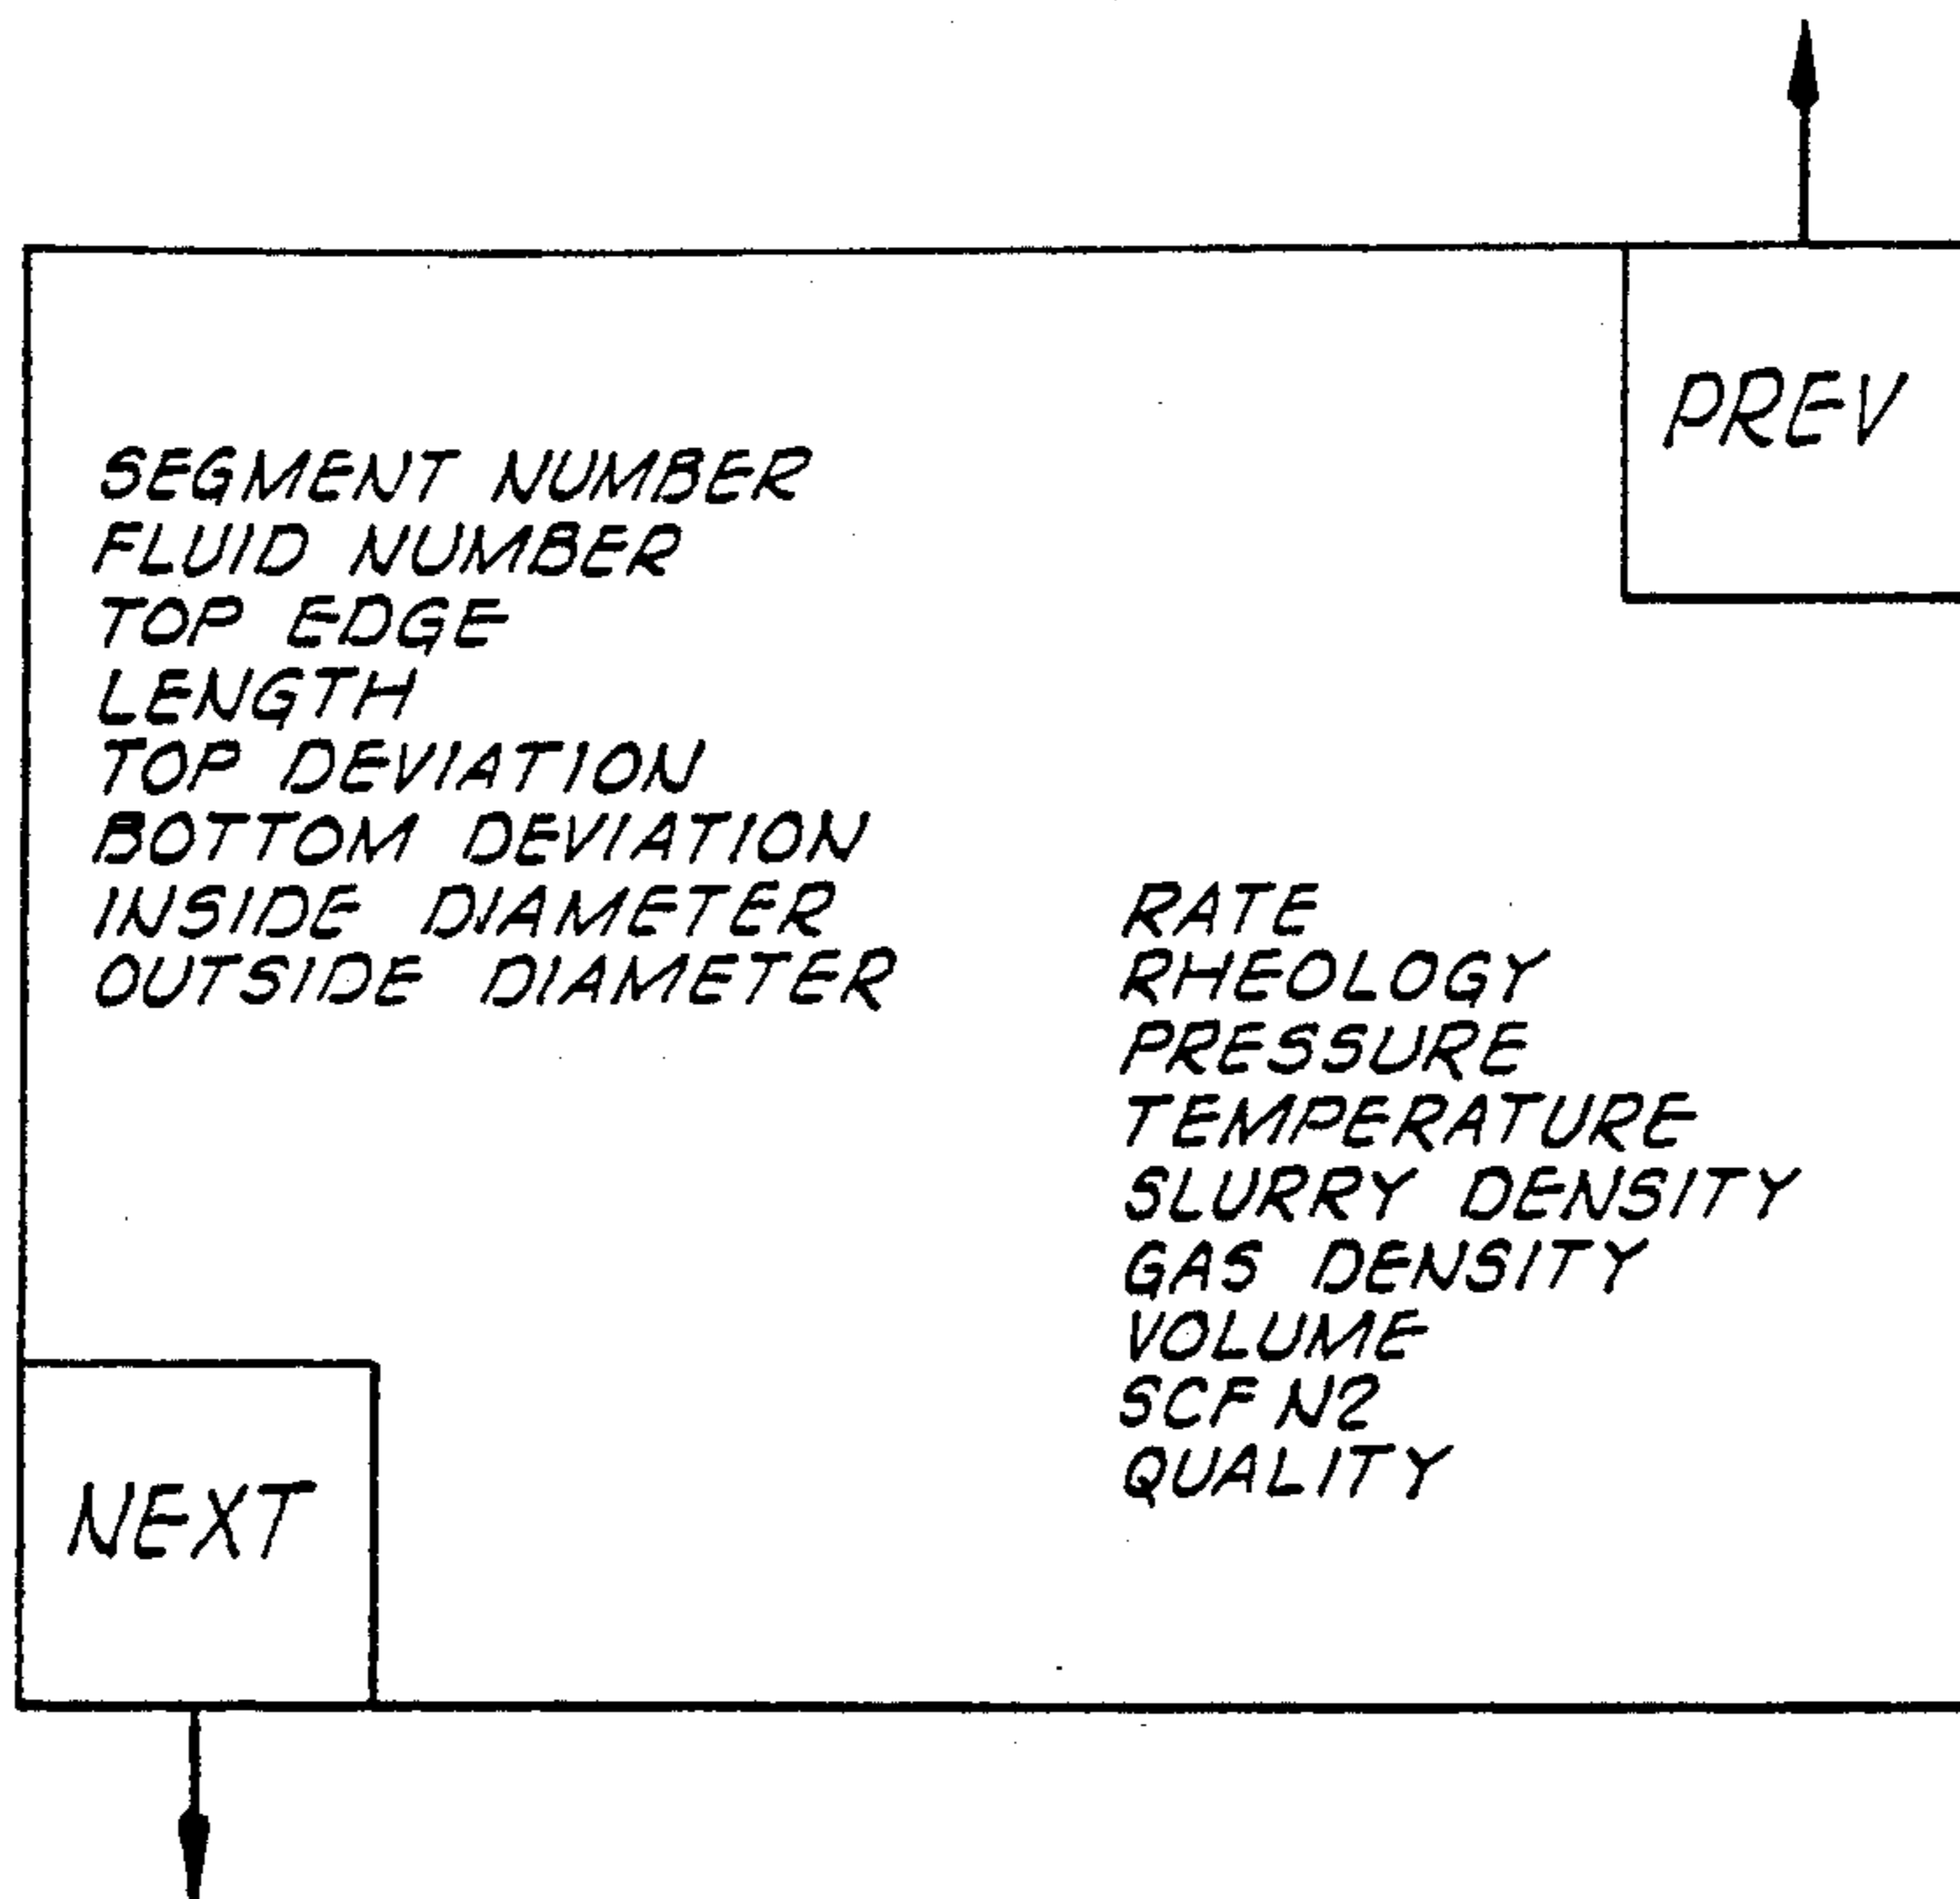 PREV
SEGMENT NUMBER
FLUID NUMBER
TOP EDGE
LENGTH
TOP DEVIATION
BOTTOM DEVIATION
INSIDE DIAMETER
OUTSIDE DIAMETER
RATE
RHEOLOGY
PRESSURE
TEMPERATURE
SLURRY DENSITY
GAS DENSITY
VOLUME
SCF N2
QUALITY
NEXT